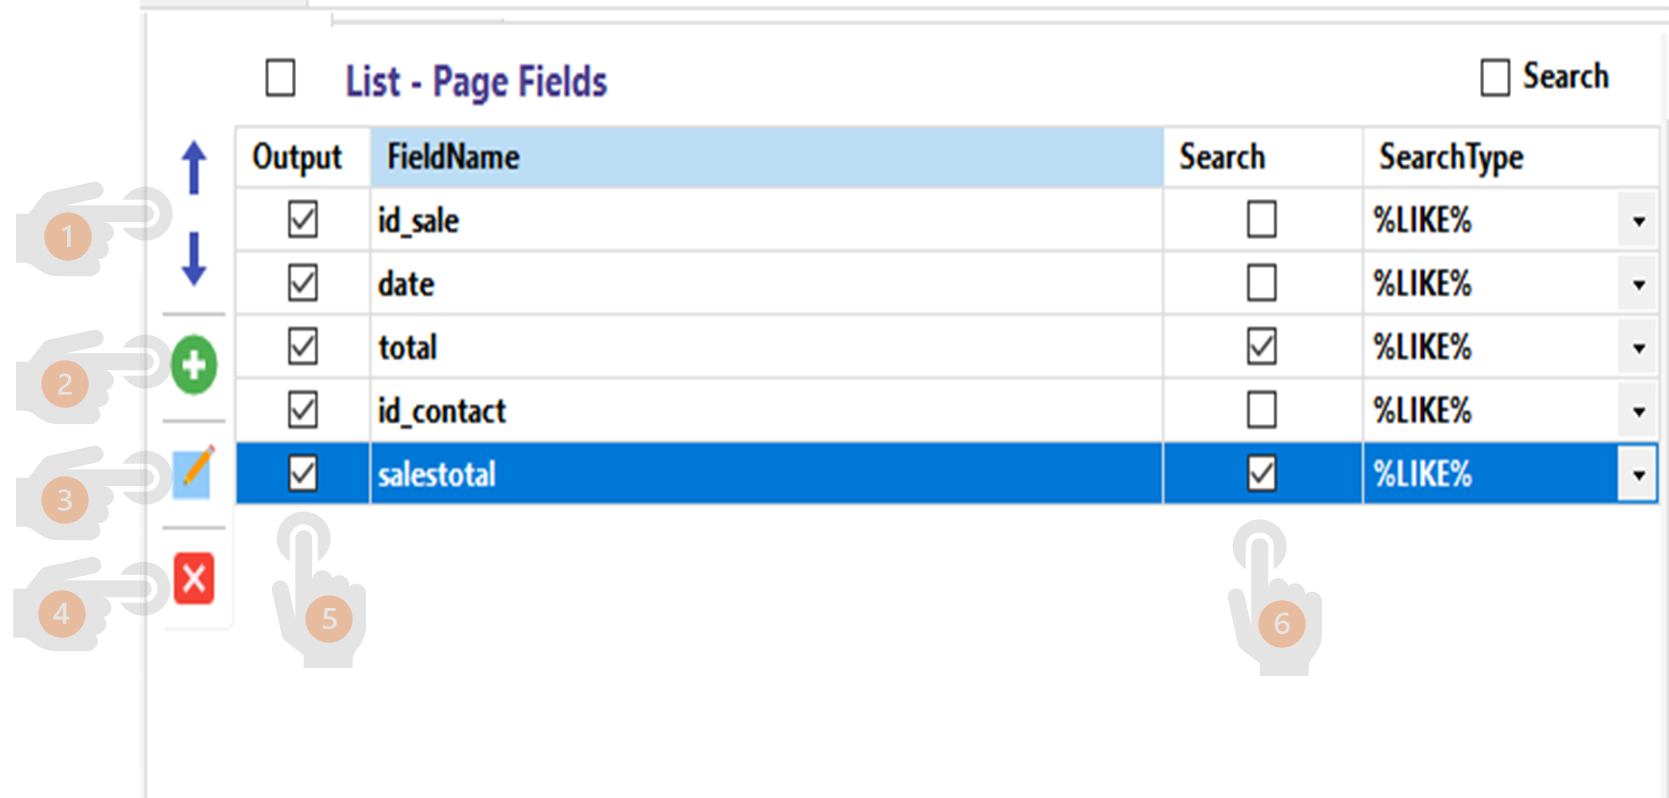 List - Page Fields Search
Output FieldName Search SearchType
id_sale %LIKE%
date %LIKE%
total %LIKE%
id_contact %LIKE%
salestotal %LIKE%
1
2
3
4
5
6